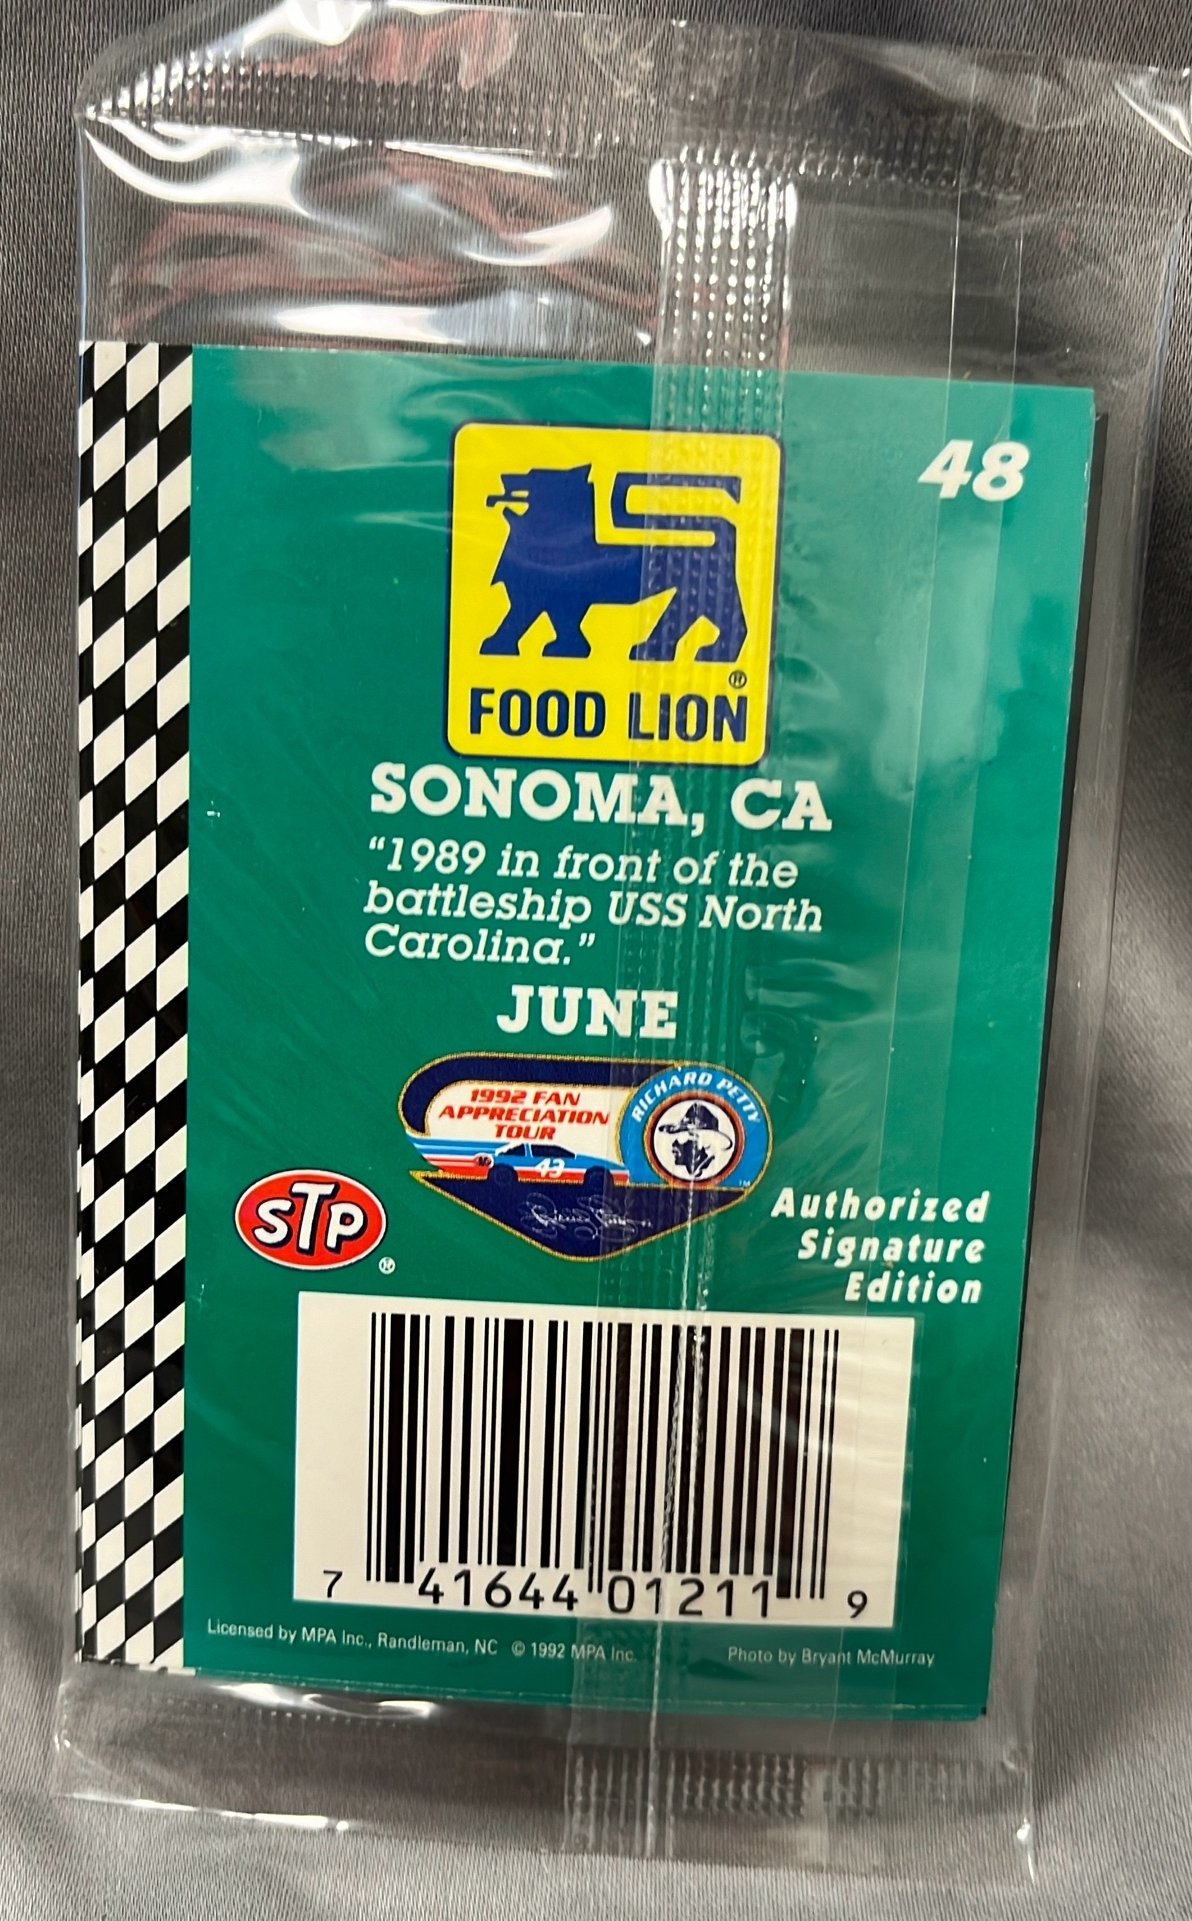 48
FOOD LION
®
SONOMA, CA
“1989 in front of the
battleship USS North
Carolina.”
JUNE
1992 FAN
APPRECIATION
TOUR
RICHARD PETTY
43
™
STP
®
Authorized
Signature
Edition
7 41644 01211 9
Licensed by MPA Inc., Randleman, NC © 1992 MPA Inc.
Photo by Bryant McMurray